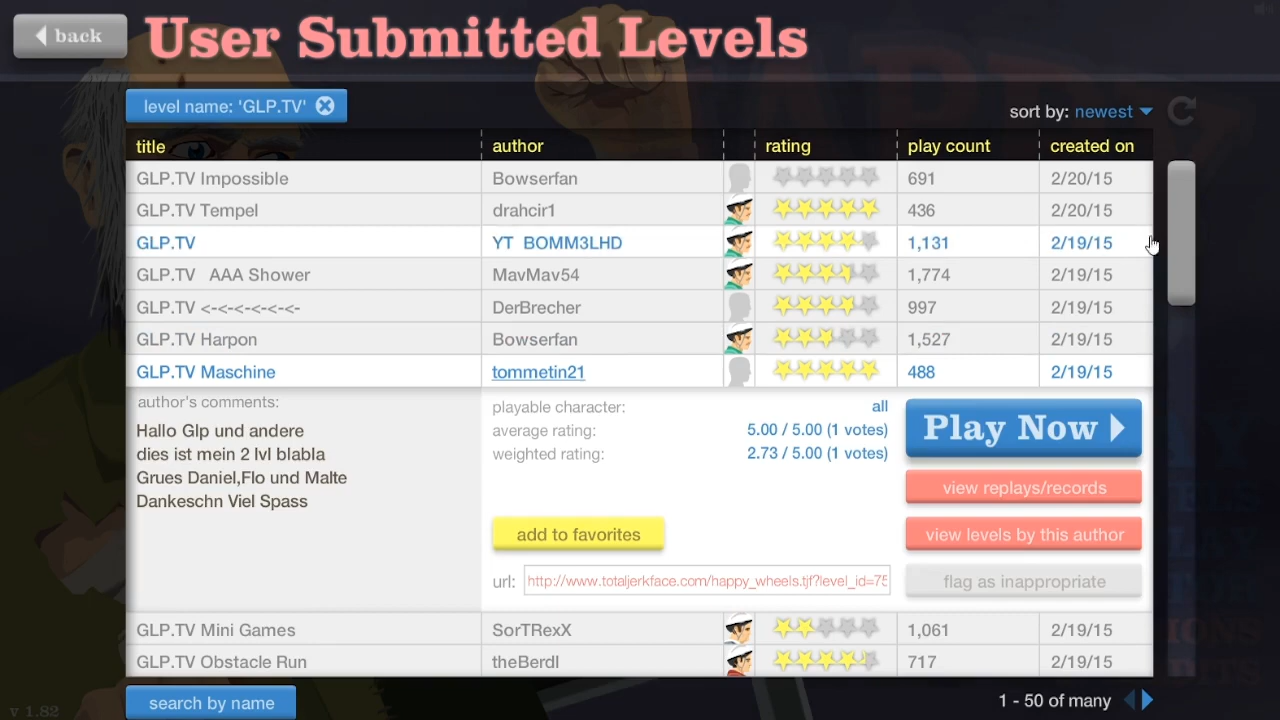 back
User Submitted Levels
level name: 'GLP.TV'
sort by: newest
title author rating play count created on
GLP.TV Impossible Bowserfan 691 2/20/15
GLP.TV Tempel drahcir1 436 2/20/15
GLP.TV YT BOMM3LHD 1,131 2/19/15
GLP.TV AAA Shower MavMav54 1,774 2/19/15
GLP.TV <-<-<-<-<- DerBrecher 997 2/19/15
GLP.TV Harpon Bowserfan 1,527 2/19/15
GLP.TV Maschine tommetin21 488 2/19/15
author's comments:
Hallo Glp und andere
dies ist mein 2 lvl blabla
Grues Daniel,Flo und Malte
Dankeschn Viel Spass
playable character: all
average rating: 5.00 / 5.00 (1 votes)
weighted rating: 2.73 / 5.00 (1 votes)
add to favorites
url: http://www.totaljerkface.com/happy_wheels.tjf?level_id=75
Play Now
view replays/records
view levels by this author
flag as inappropriate
GLP.TV Mini Games SorTRexX 1,061 2/19/15
GLP.TV Obstacle Run theBerdl 717 2/19/15
search by name
1 - 50 of many
v 1.82